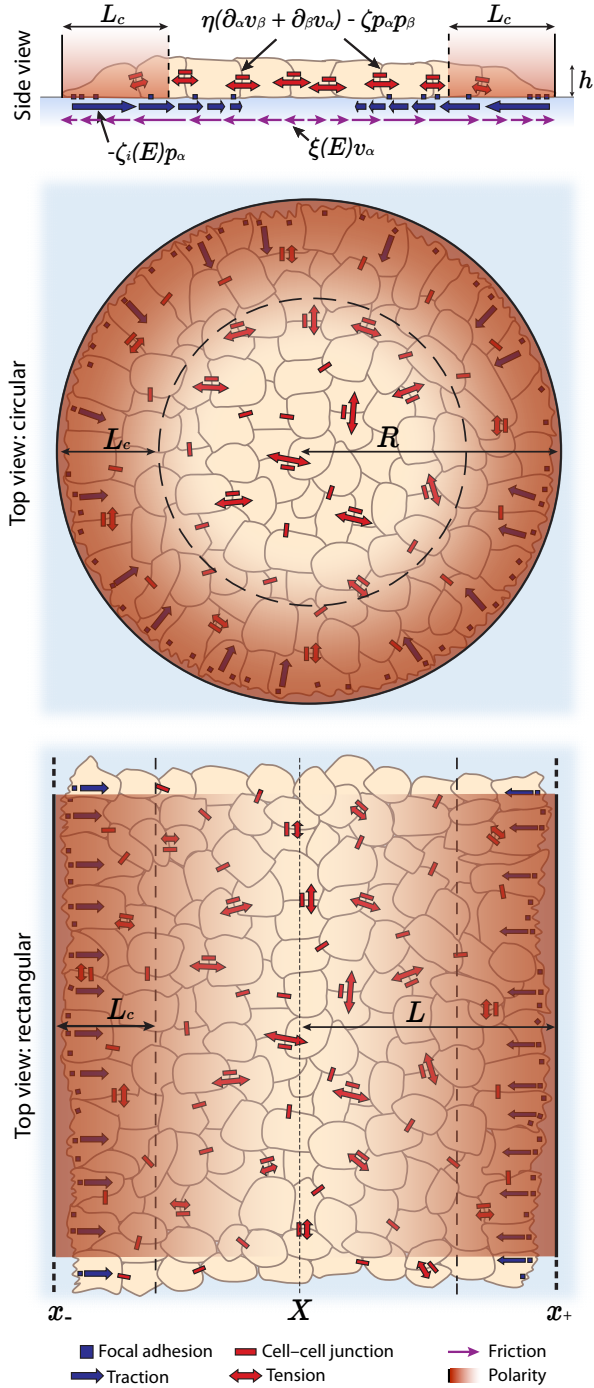 L_c
η(∂_αv_β + ∂_βv_α) - ζp_αp_β
L_c
Side view
h
-ζ_i(E)p_α
ξ(E)v_α
Top view: circular
L_c
R
Top view: rectangular
L_c
L
x_-
X
x_+
Focal adhesion
Cell–cell junction
Friction
Traction
Tension
Polarity